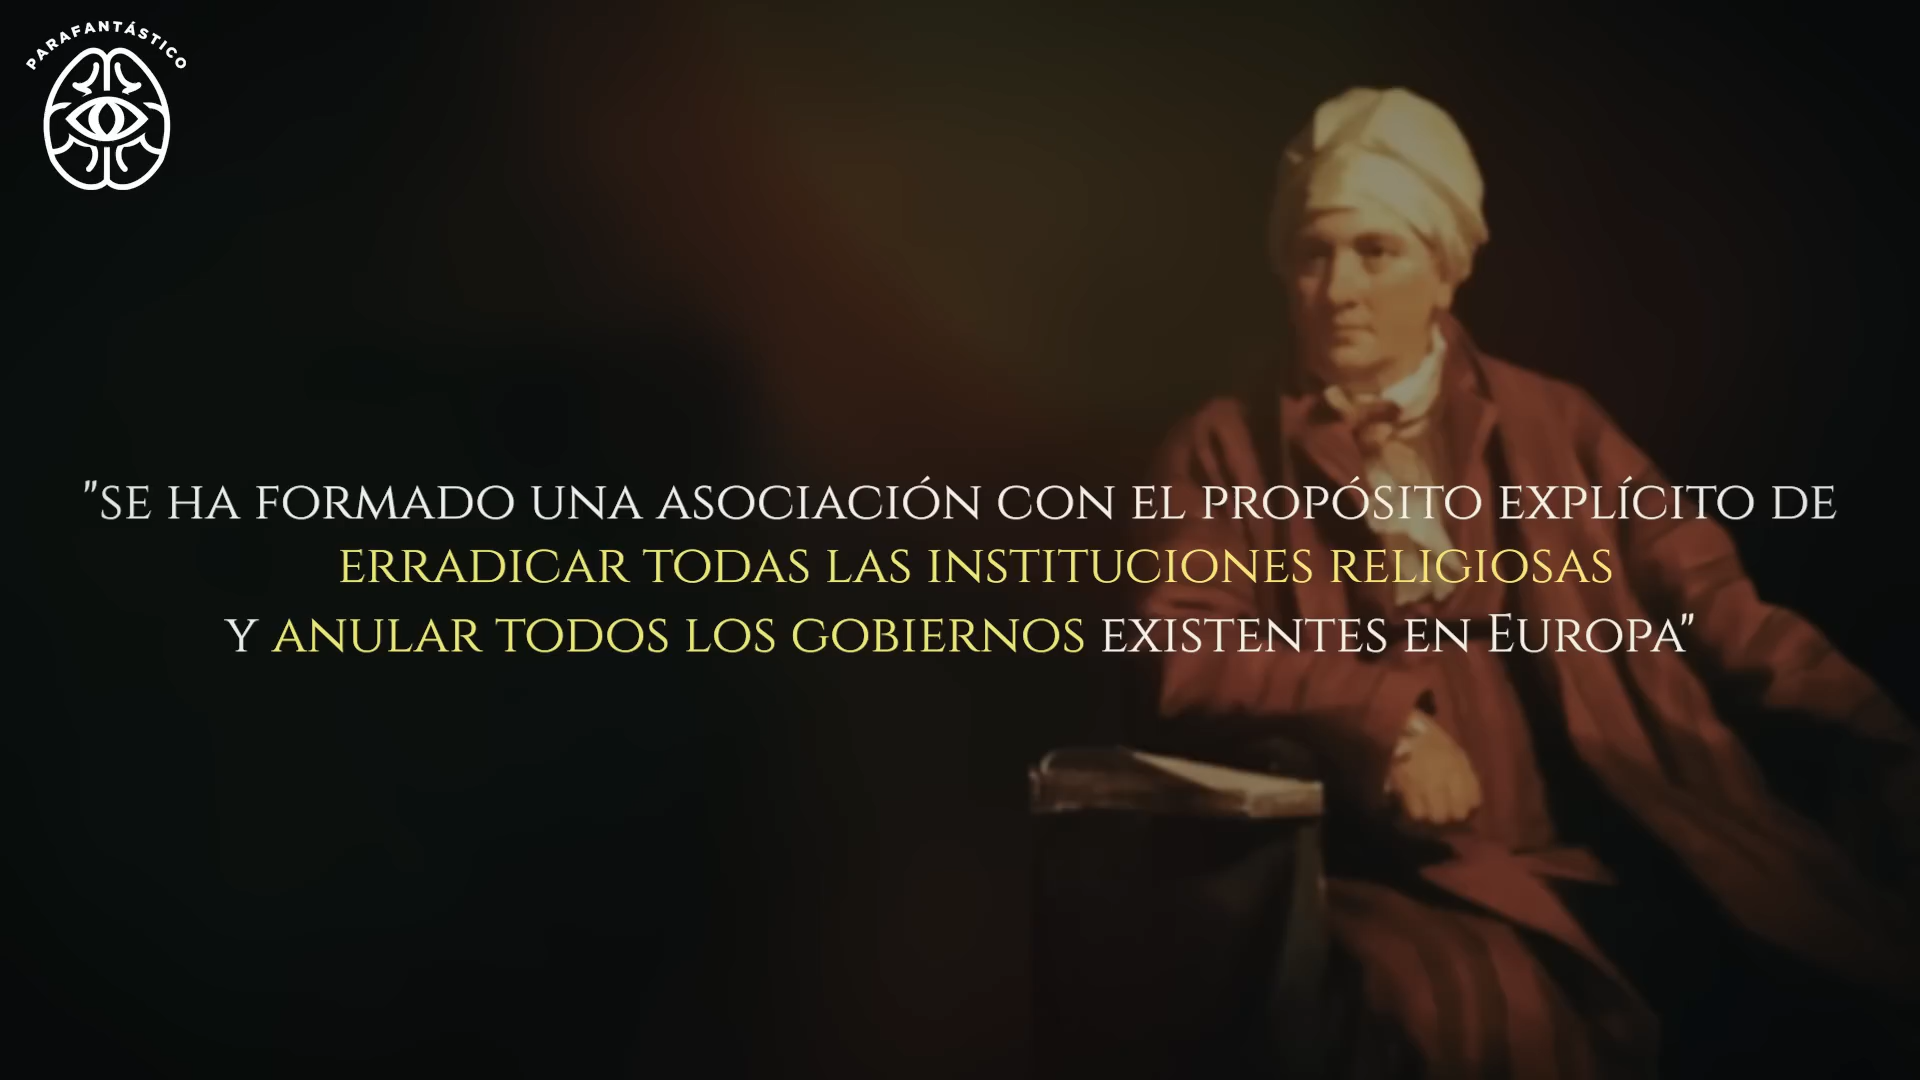 PARAFANTÁSTICO
"SE HA FORMADO UNA ASOCIACIÓN CON EL PROPÓSITO EXPLÍCITO DE
ERRADICAR TODAS LAS INSTITUCIONES RELIGIOSAS
Y ANULAR TODOS LOS GOBIERNOS EXISTENTES EN EUROPA"